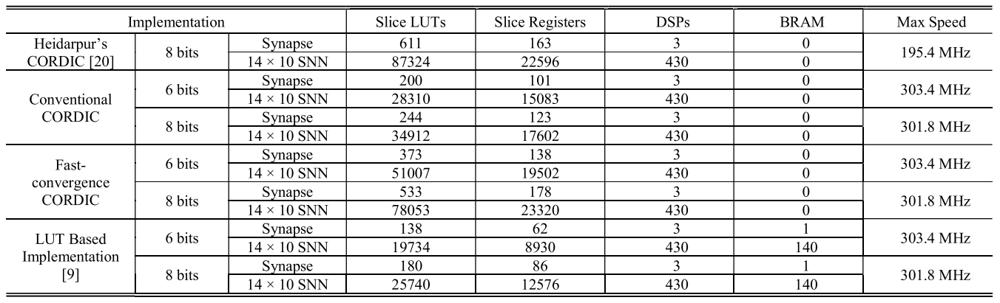 Implementation Slice LUTs Slice Registers DSPs BRAM Max Speed
Heidarpur’s CORDIC [20] 8 bits Synapse 611 163 3 0 195.4 MHz
14 × 10 SNN 87324 22596 430 0
Conventional CORDIC 6 bits Synapse 200 101 3 0 303.4 MHz
14 × 10 SNN 28310 15083 430 0
8 bits Synapse 244 123 3 0 301.8 MHz
14 × 10 SNN 34912 17602 430 0
Fast-convergence CORDIC 6 bits Synapse 373 138 3 0 303.4 MHz
14 × 10 SNN 51007 19502 430 0
8 bits Synapse 533 178 3 0 301.8 MHz
14 × 10 SNN 78053 23320 430 0
LUT Based Implementation [9] 6 bits Synapse 138 62 3 1 303.4 MHz
14 × 10 SNN 19734 8930 430 140
8 bits Synapse 180 86 3 1 301.8 MHz
14 × 10 SNN 25740 12576 430 140